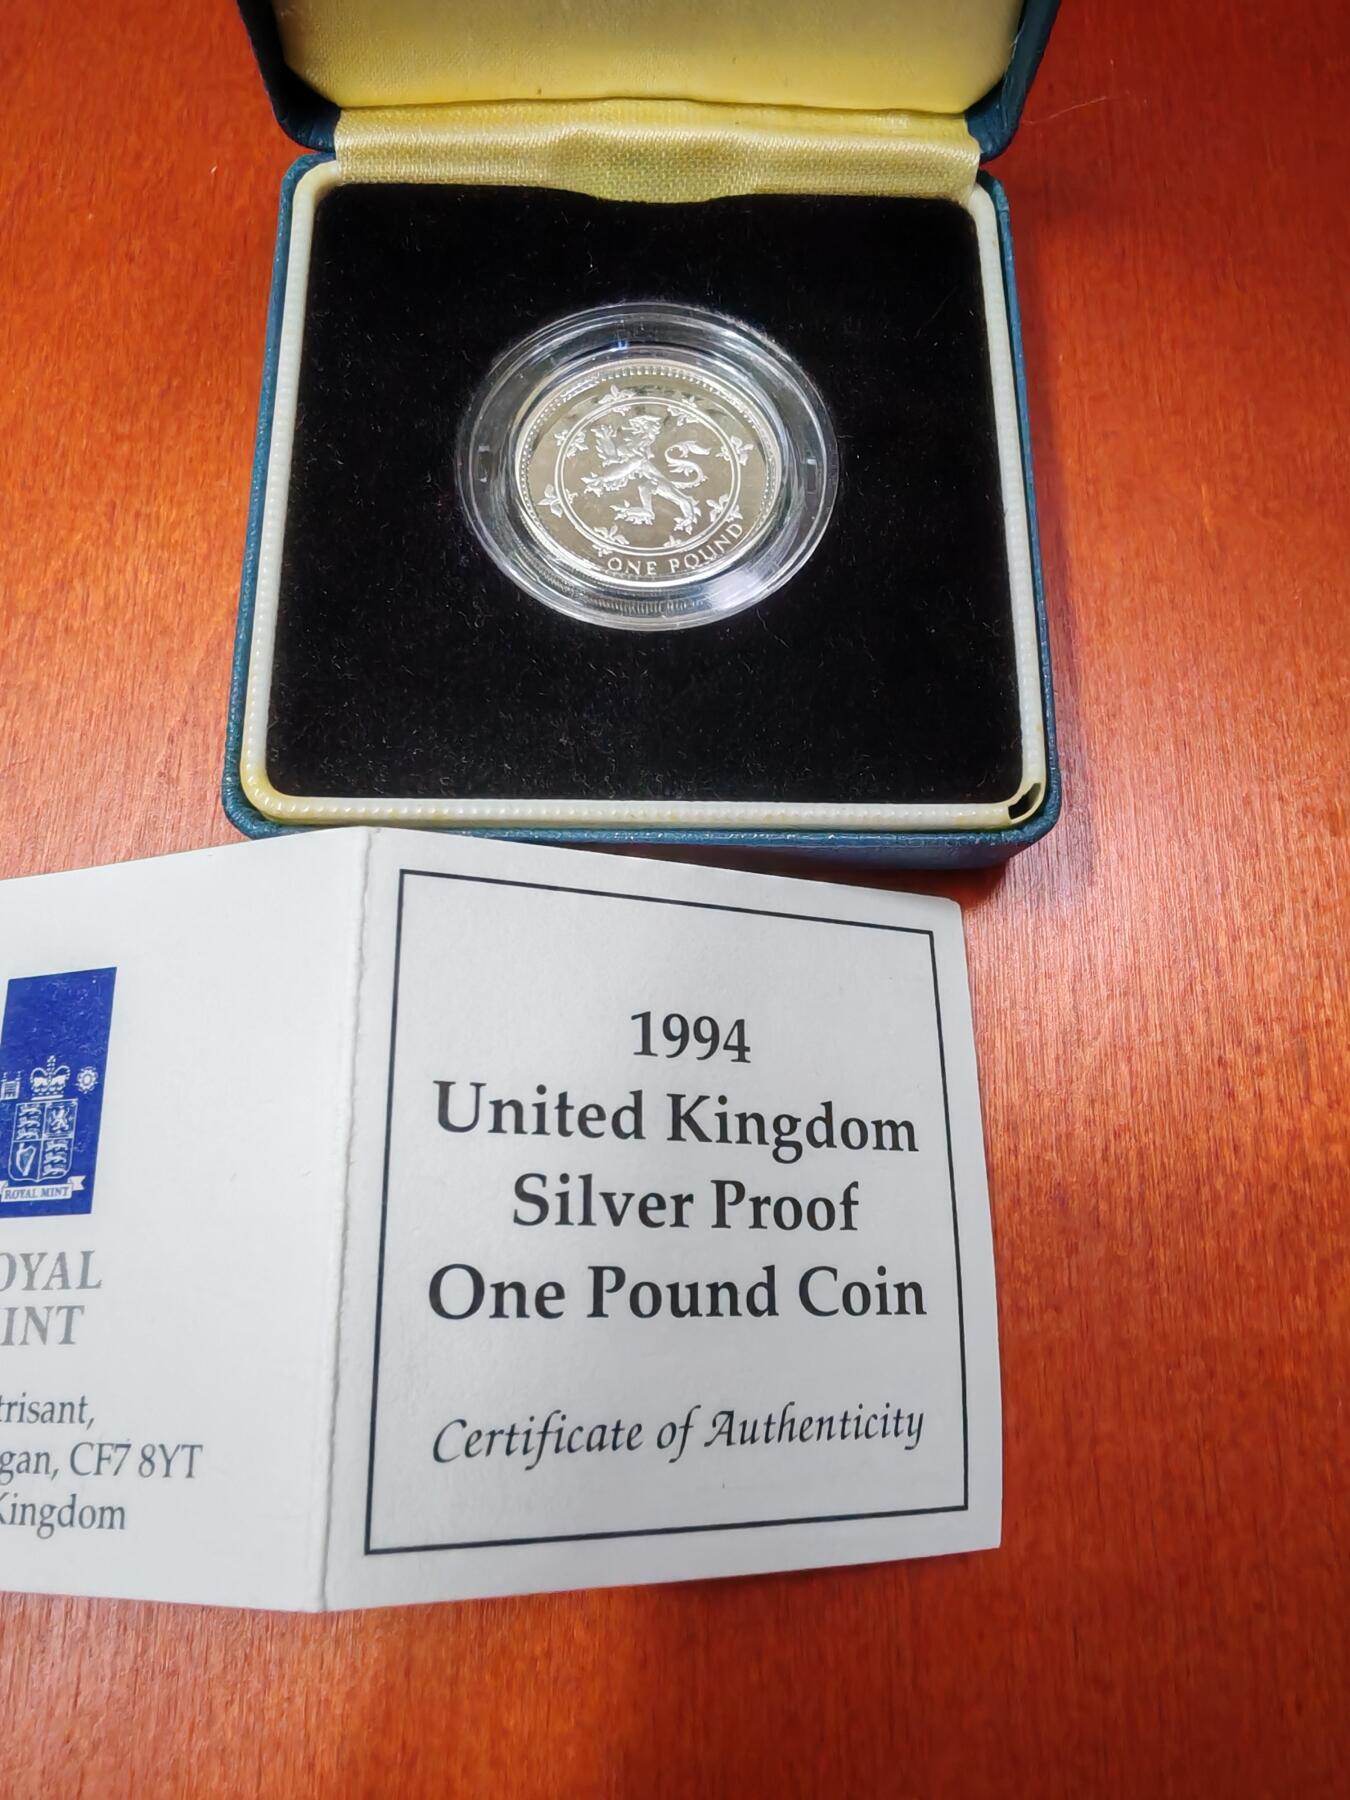 ONE POUND
ROYAL MINT
OYAL
INT
trisant,
gan, CF7 8YT
Kingdom
1994
United Kingdom
Silver Proof
One Pound Coin
Certificate of Authenticity